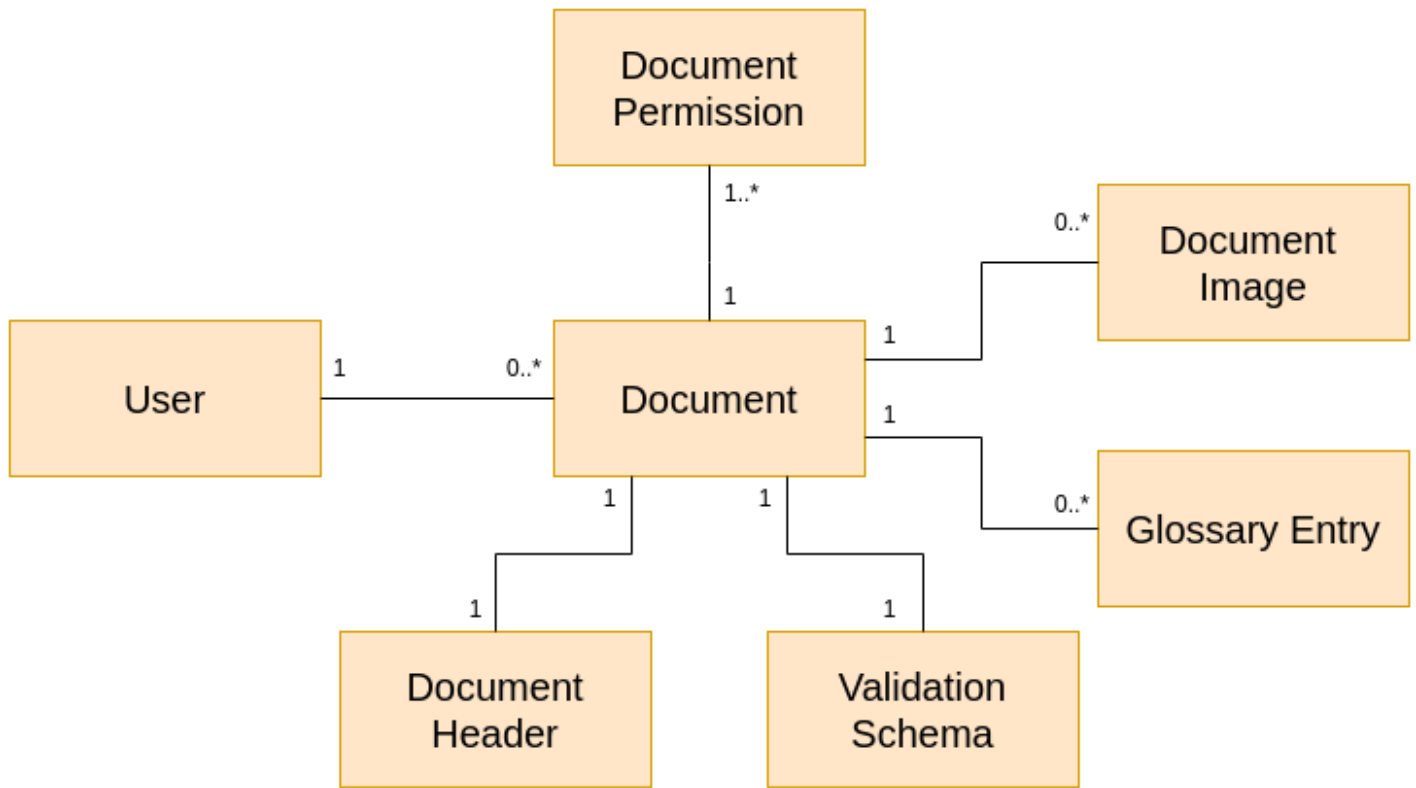 Document
Permission
1..*
1
0..*
Document
Image
1
User
1
0..*
Document
1
0..*
Glossary Entry
1
1
1
1
Document
Header
Validation
Schema